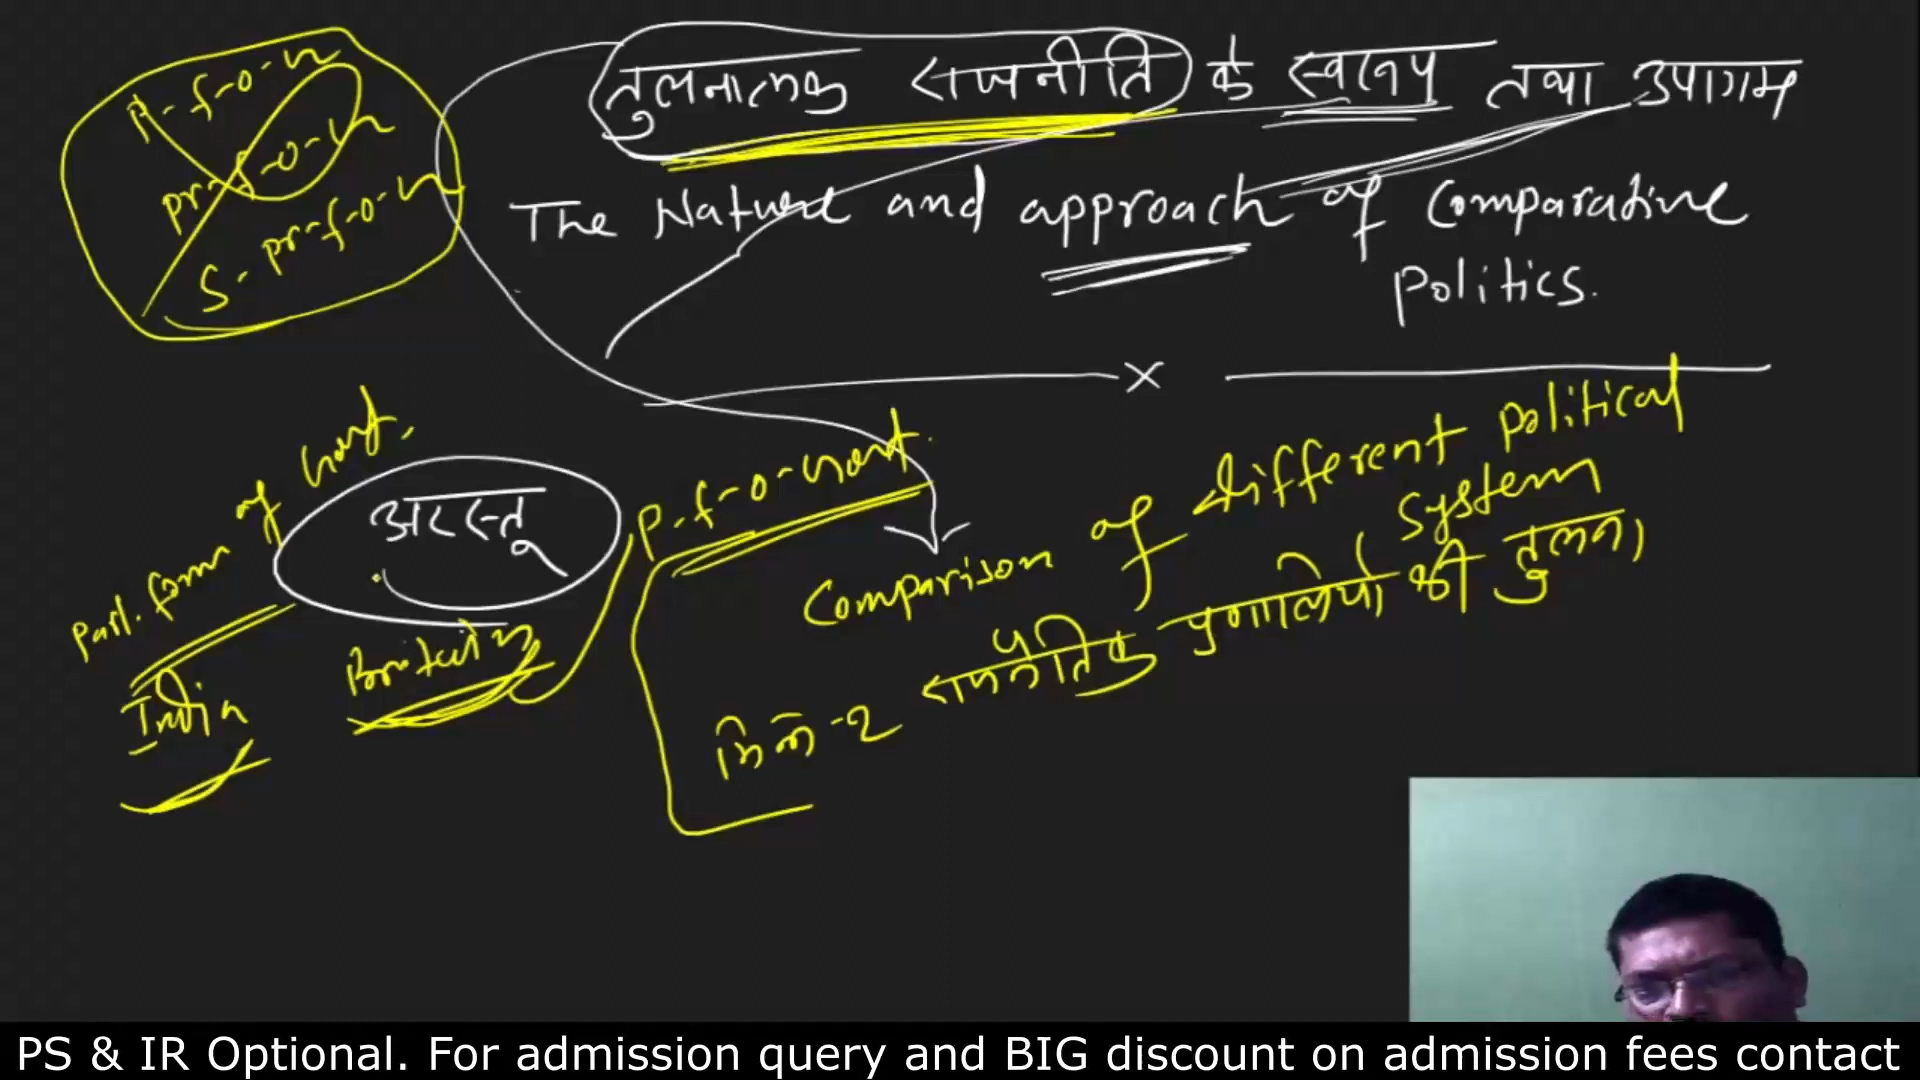 तुलनात्मक राजनीति के स्वरूप तथा उपागम
The Nature and approach of Comparative
Politics.
P-f-o-n
pr-f-o-n
S-pr-f-o-n
x
Parl. form of Govt.
अरस्तू
P-f-o-Govt.
India
Britain
Comparison of different Political
System
भिन्न-2 राजनीतिक प्रणालियों की तुलना
PS & IR Optional. For admission query and BIG discount on admission fees contact